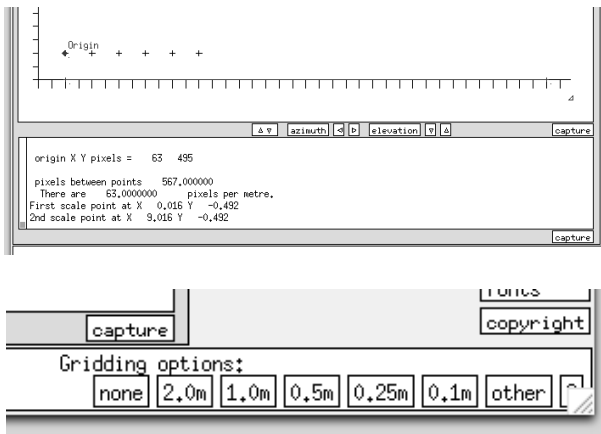 Origin
azimuth elevation capture
origin X Y pixels = 63 495
pixels between points 567.000000
There are 63.0000000 pixels per metre.
First scale point at X 0.016 Y -0.492
2nd scale point at X 9.016 Y -0.492
capture
fonts
capture copyright
Gridding options:
none 2.0m 1.0m 0.5m 0.25m 0.1m other